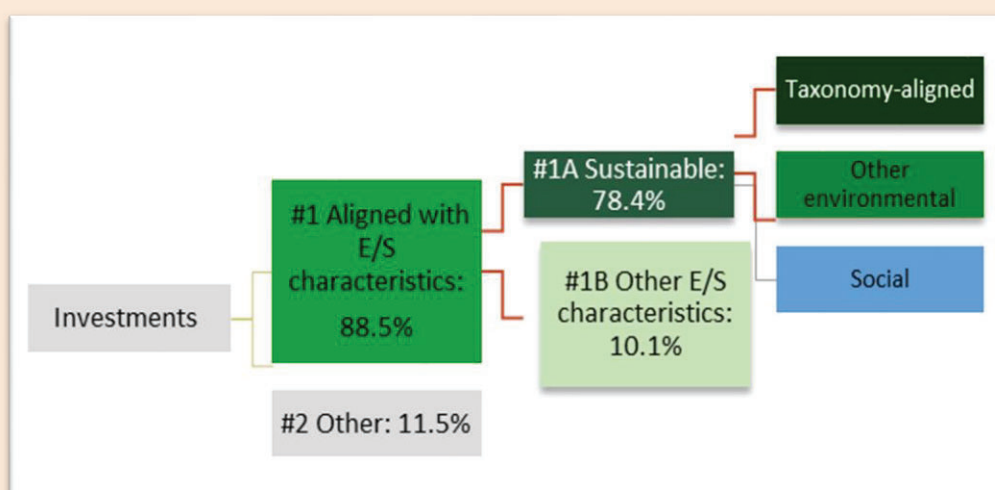 Investments
#1 Aligned with
E/S
characteristics:
88.5%
#2 Other: 11.5%
#1A Sustainable:
78.4%
#1B Other E/S
characteristics:
10.1%
Taxonomy-aligned
Other
environmental
Social